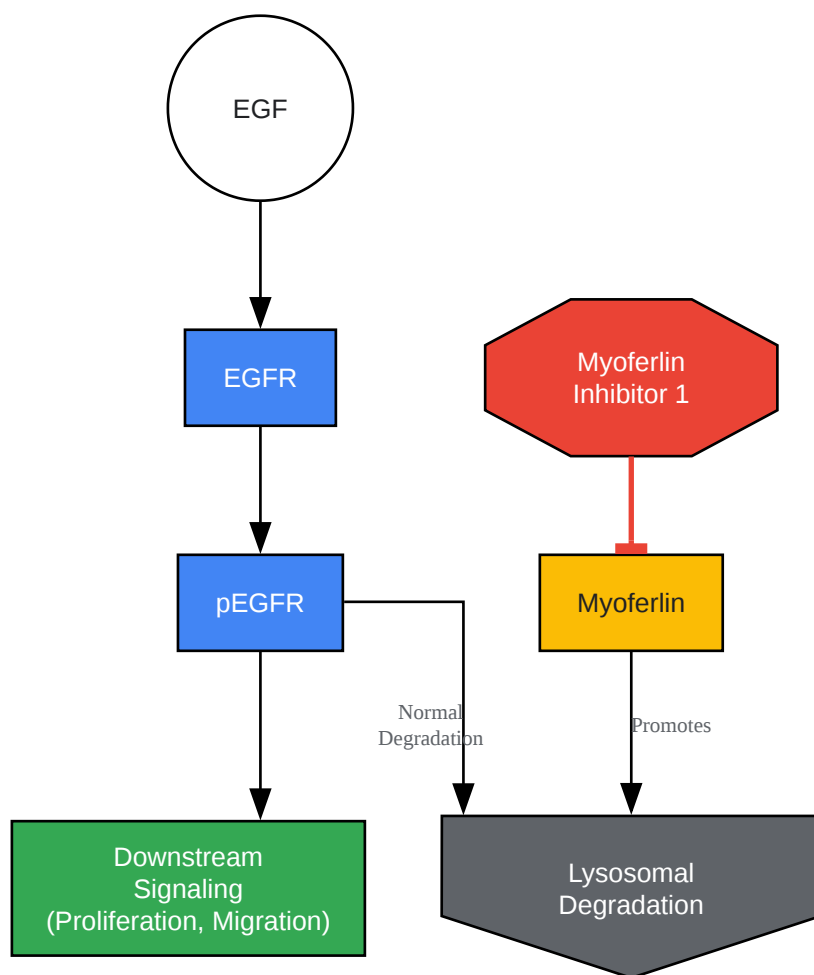 EGF
EGFR
Myoferlin
Inhibitor 1
pEGFR
Myoferlin
Normal
Degradation
Promotes
Downstream
Signaling
(Proliferation, Migration)
Lysosomal
Degradation